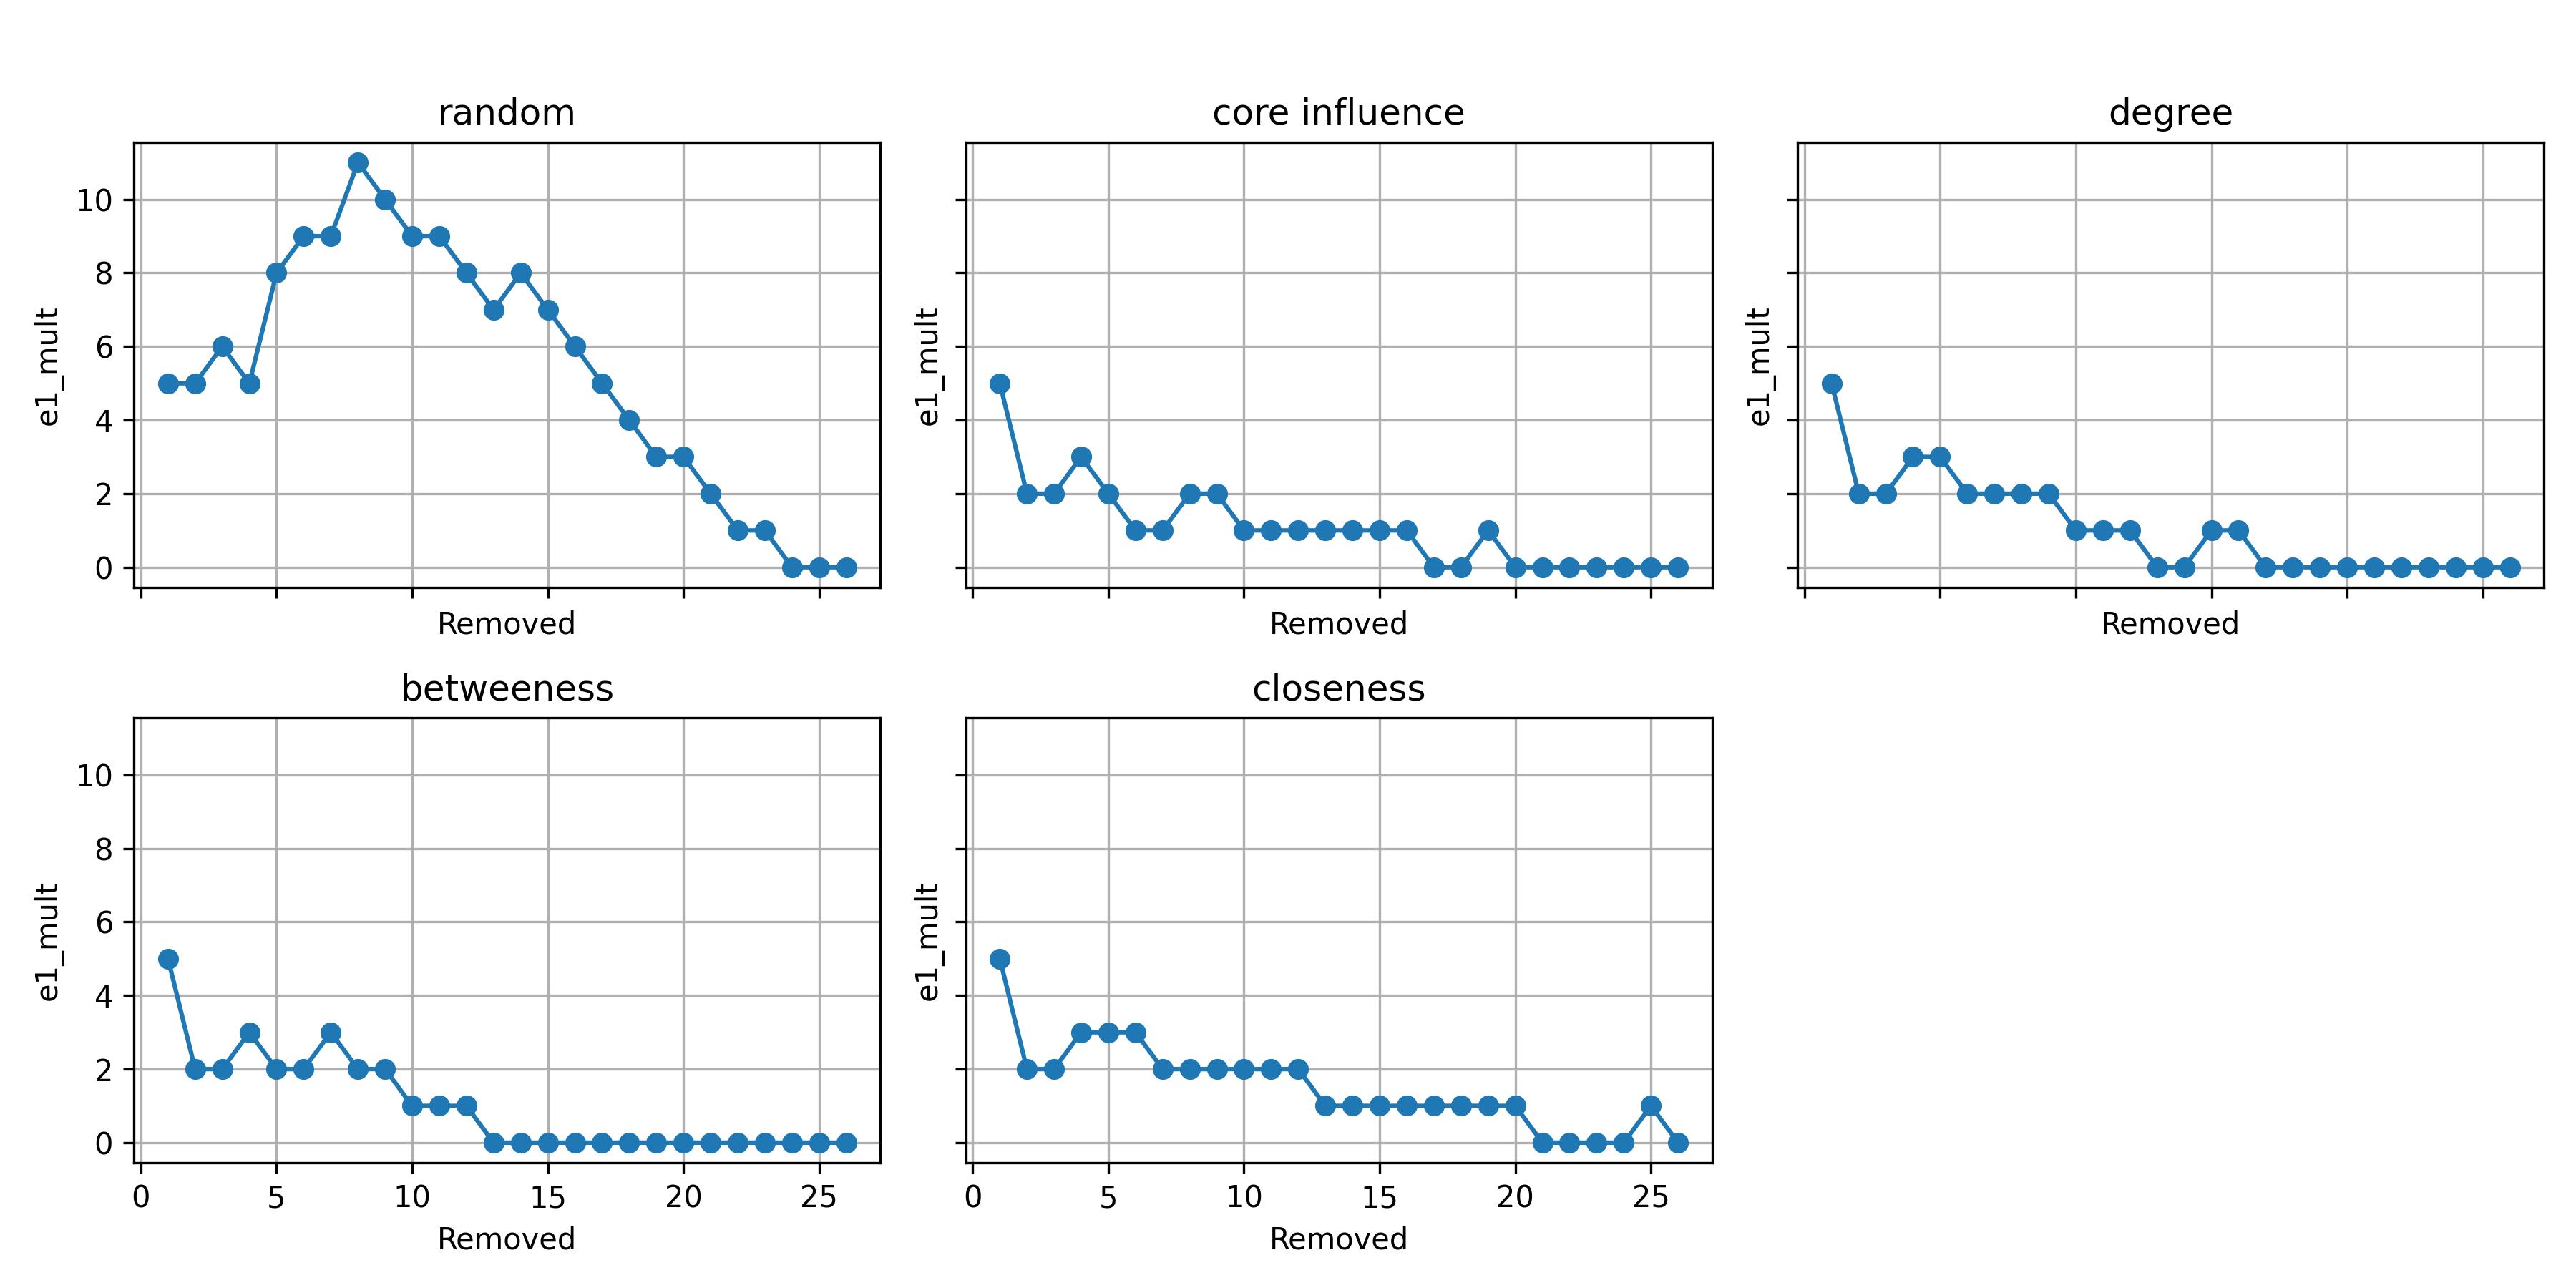 random
core influence
degree
e1_mult
10
8
6
4
2
0
Removed
e1_mult
Removed
e1_mult
Removed
betweeness
closeness
e1_mult
10
8
6
4
2
0
0 5 10 15 20 25
Removed
e1_mult
0 5 10 15 20 25
Removed